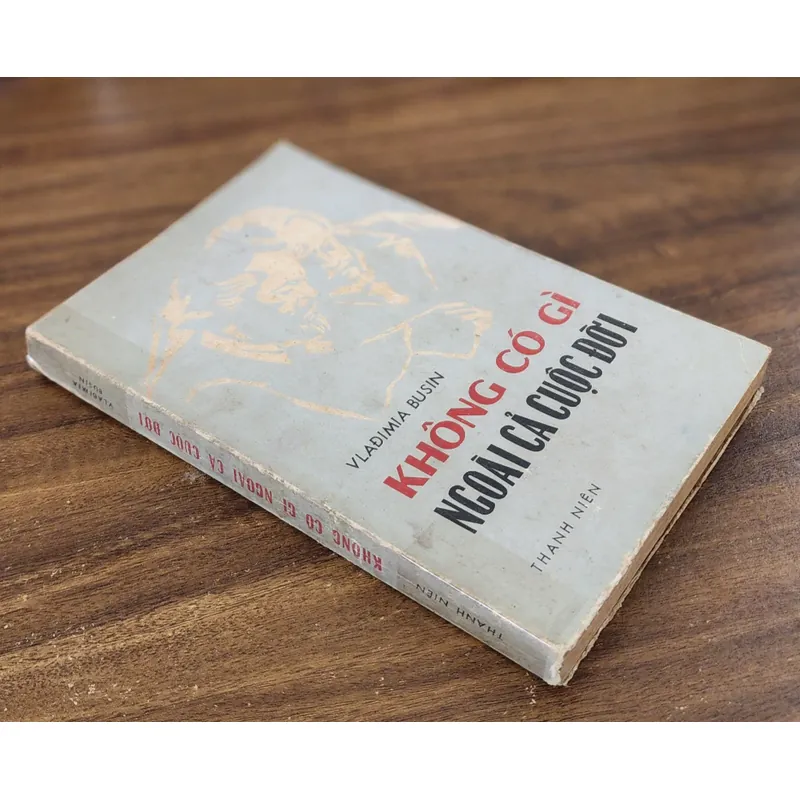 VLAĐIMIA BUSIN
KHÔNG CÓ GÌ
NGOÀI CẢ CUỘC ĐỜI
THANH NIÊN
VLAĐIMIA
BUSIN
KHÔNG CÓ GÌ NGOÀI CẢ CUỘC ĐỜI
THANH NIÊN